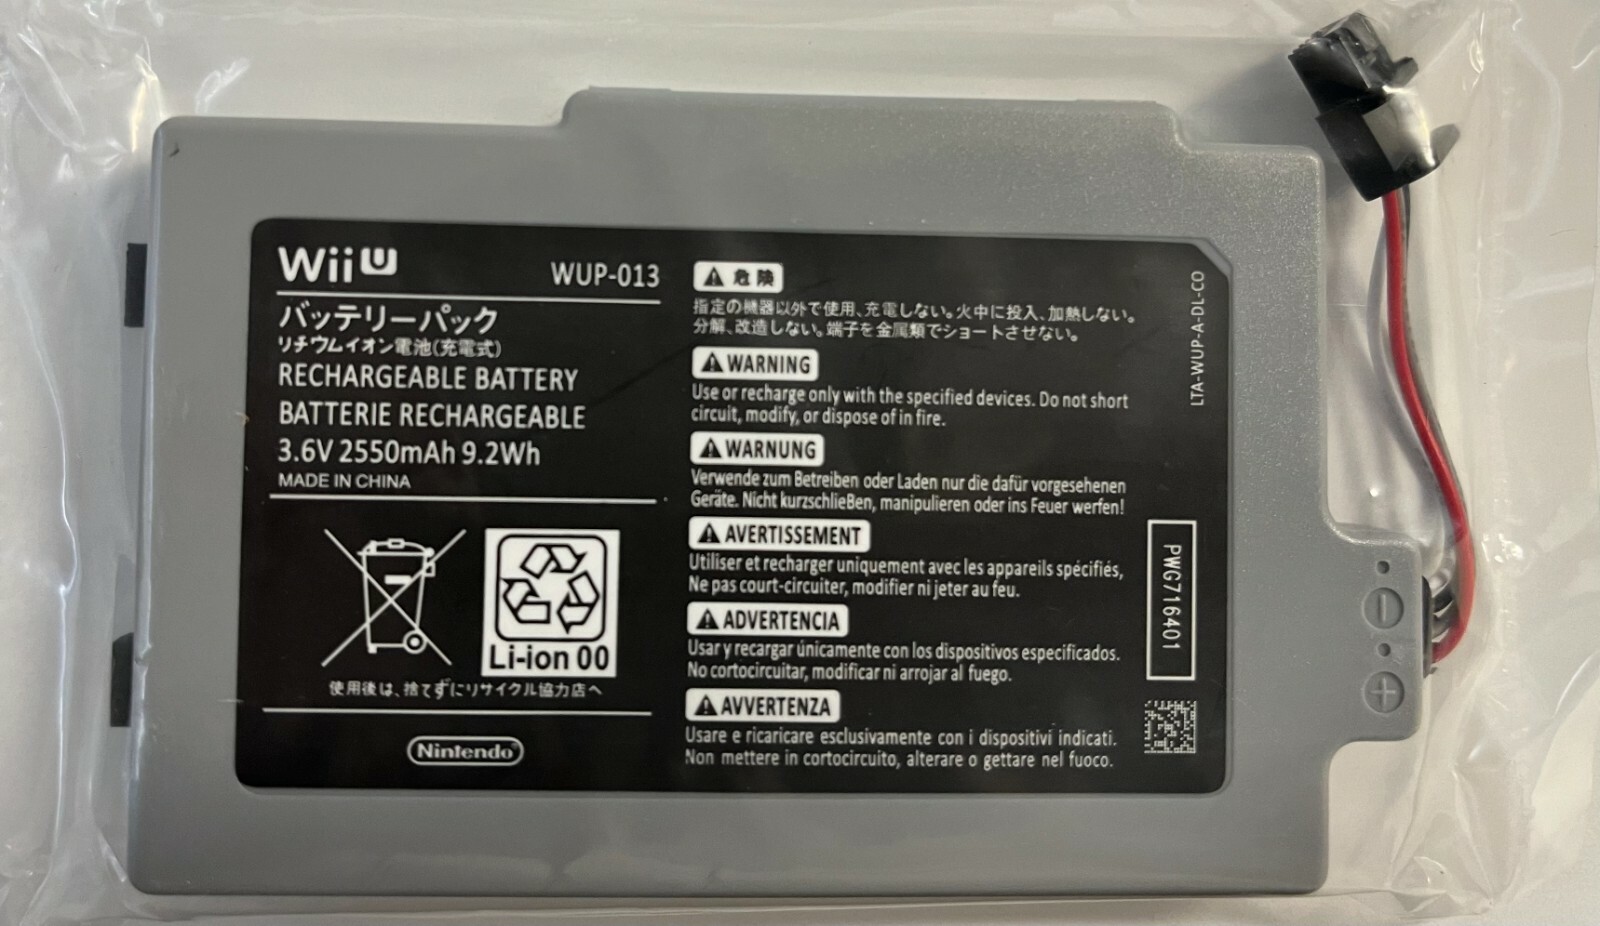 Wii U
WUP-013
バッテリーパック
リチウムイオン電池(充電式)
RECHARGEABLE BATTERY
BATTERIE RECHARGEABLE
3.6V 2550mAh 9.2Wh
MADE IN CHINA
Li-ion 00
使用後は、捨てずにリサイクル協力店へ
Nintendo
危険
指定の機器以外で使用、充電しない。火中に投入、加熱しない。
分解、改造しない。端子を金属類でショートさせない。
WARNING
Use or recharge only with the specified devices. Do not short
circuit, modify, or dispose of in fire.
WARNUNG
Verwende zum Betreiben oder Laden nur die dafür vorgesehenen
Geräte. Nicht kurzschließen, manipulieren oder ins Feuer werfen!
AVERTISSEMENT
Utiliser et recharger uniquement avec les appareils spécifiés,
Ne pas court-circuiter, modifier ni jeter au feu.
ADVERTENCIA
Usar y recargar únicamente con los dispositivos especificados.
No cortocircuitar, modificar ni arrojar al fuego.
AVVERTENZA
Usare e ricaricare esclusivamente con i dispositivi indicati.
Non mettere in cortocircuito, alterare o gettare nel fuoco.
LTA-WUP-A-DL-CO
PWG716401
-
+